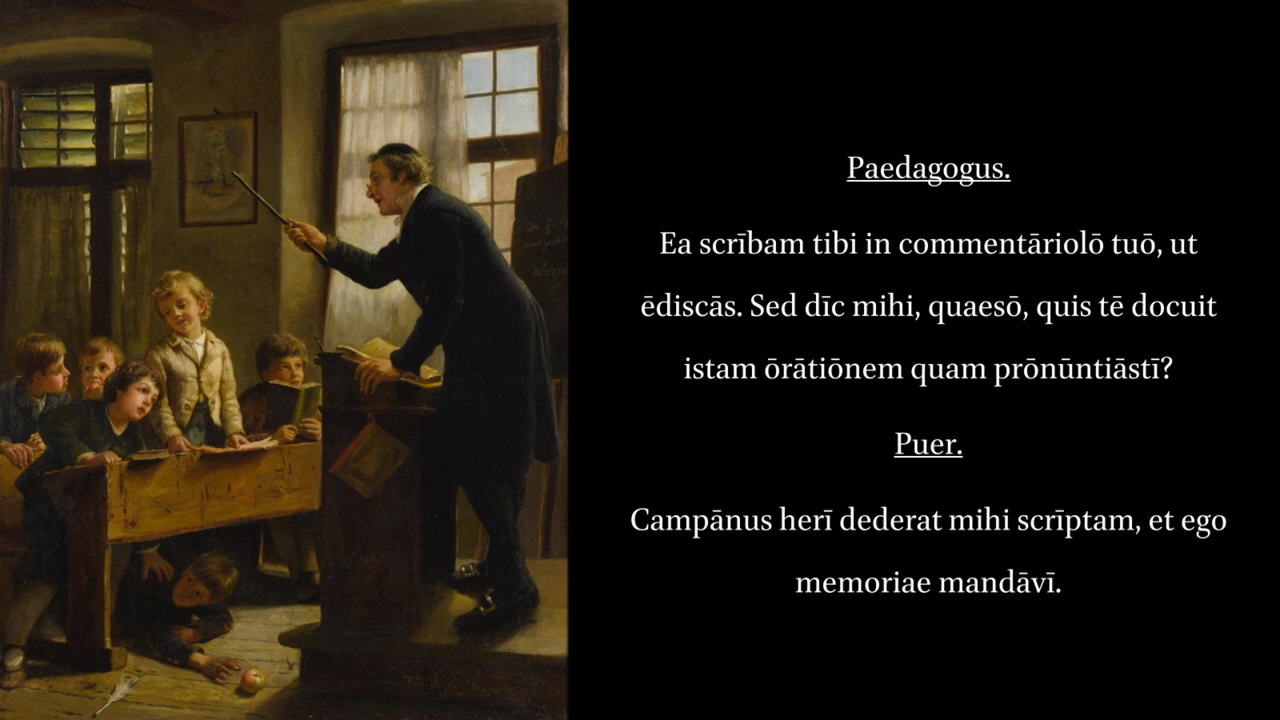 Paedagogus.
Ea scrībam tibi in commentāriolō tuō, ut
ēdiscās. Sed dīc mihi, quaesō, quis tē docuit
istam ōrātiōnem quam prōnūntiāstī?
Puer.
Campānus herī dederat mihi scrīptam, et ego
memoriae mandāvī.